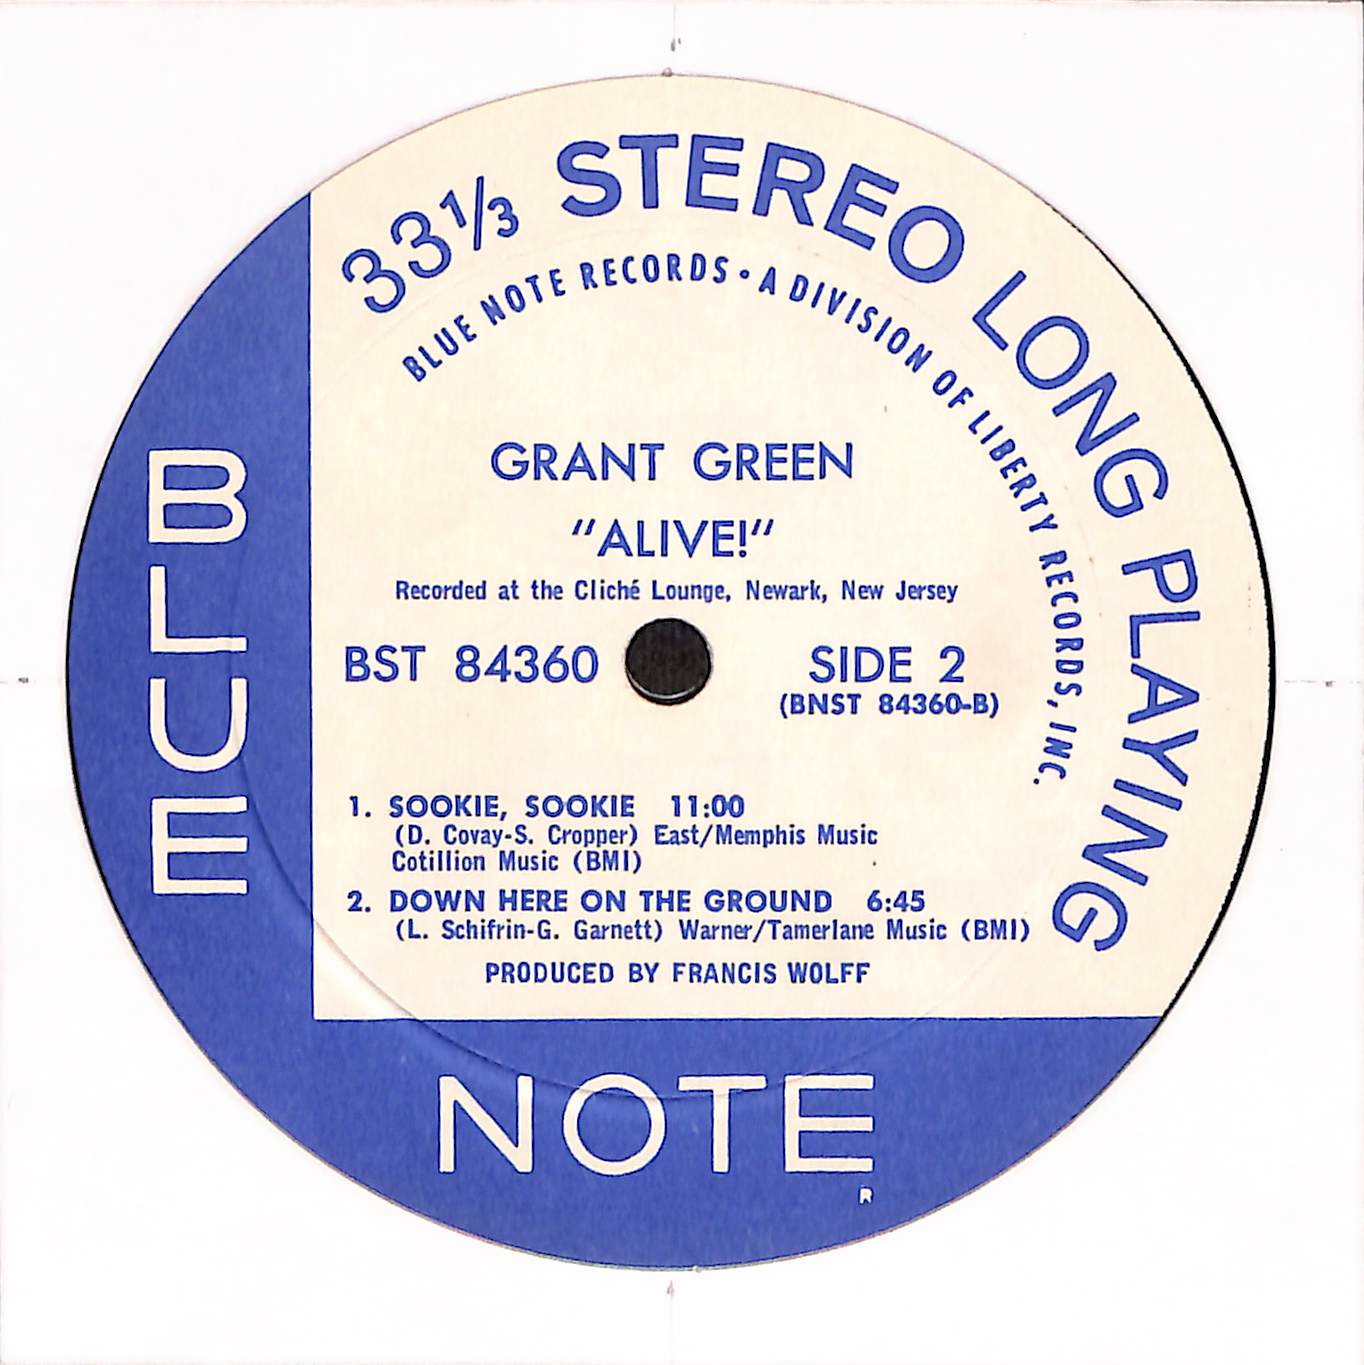 33⅓ STEREO LONG PLAYING
BLUE NOTE RECORDS • A DIVISION OF LIBERTY RECORDS, INC.
GRANT GREEN
"ALIVE!"
Recorded at the Cliché Lounge, Newark, New Jersey
BST 84360
SIDE 2
(BNST 84360-B)
1. SOOKIE, SOOKIE 11:00
(D. Covay-S. Cropper) East/Memphis Music
Cotillion Music (BMI)
2. DOWN HERE ON THE GROUND 6:45
(L. Schifrin-G. Garnett) Warner/Tamerlane Music (BMI)
PRODUCED BY FRANCIS WOLFF
BLUE
NOTE
R